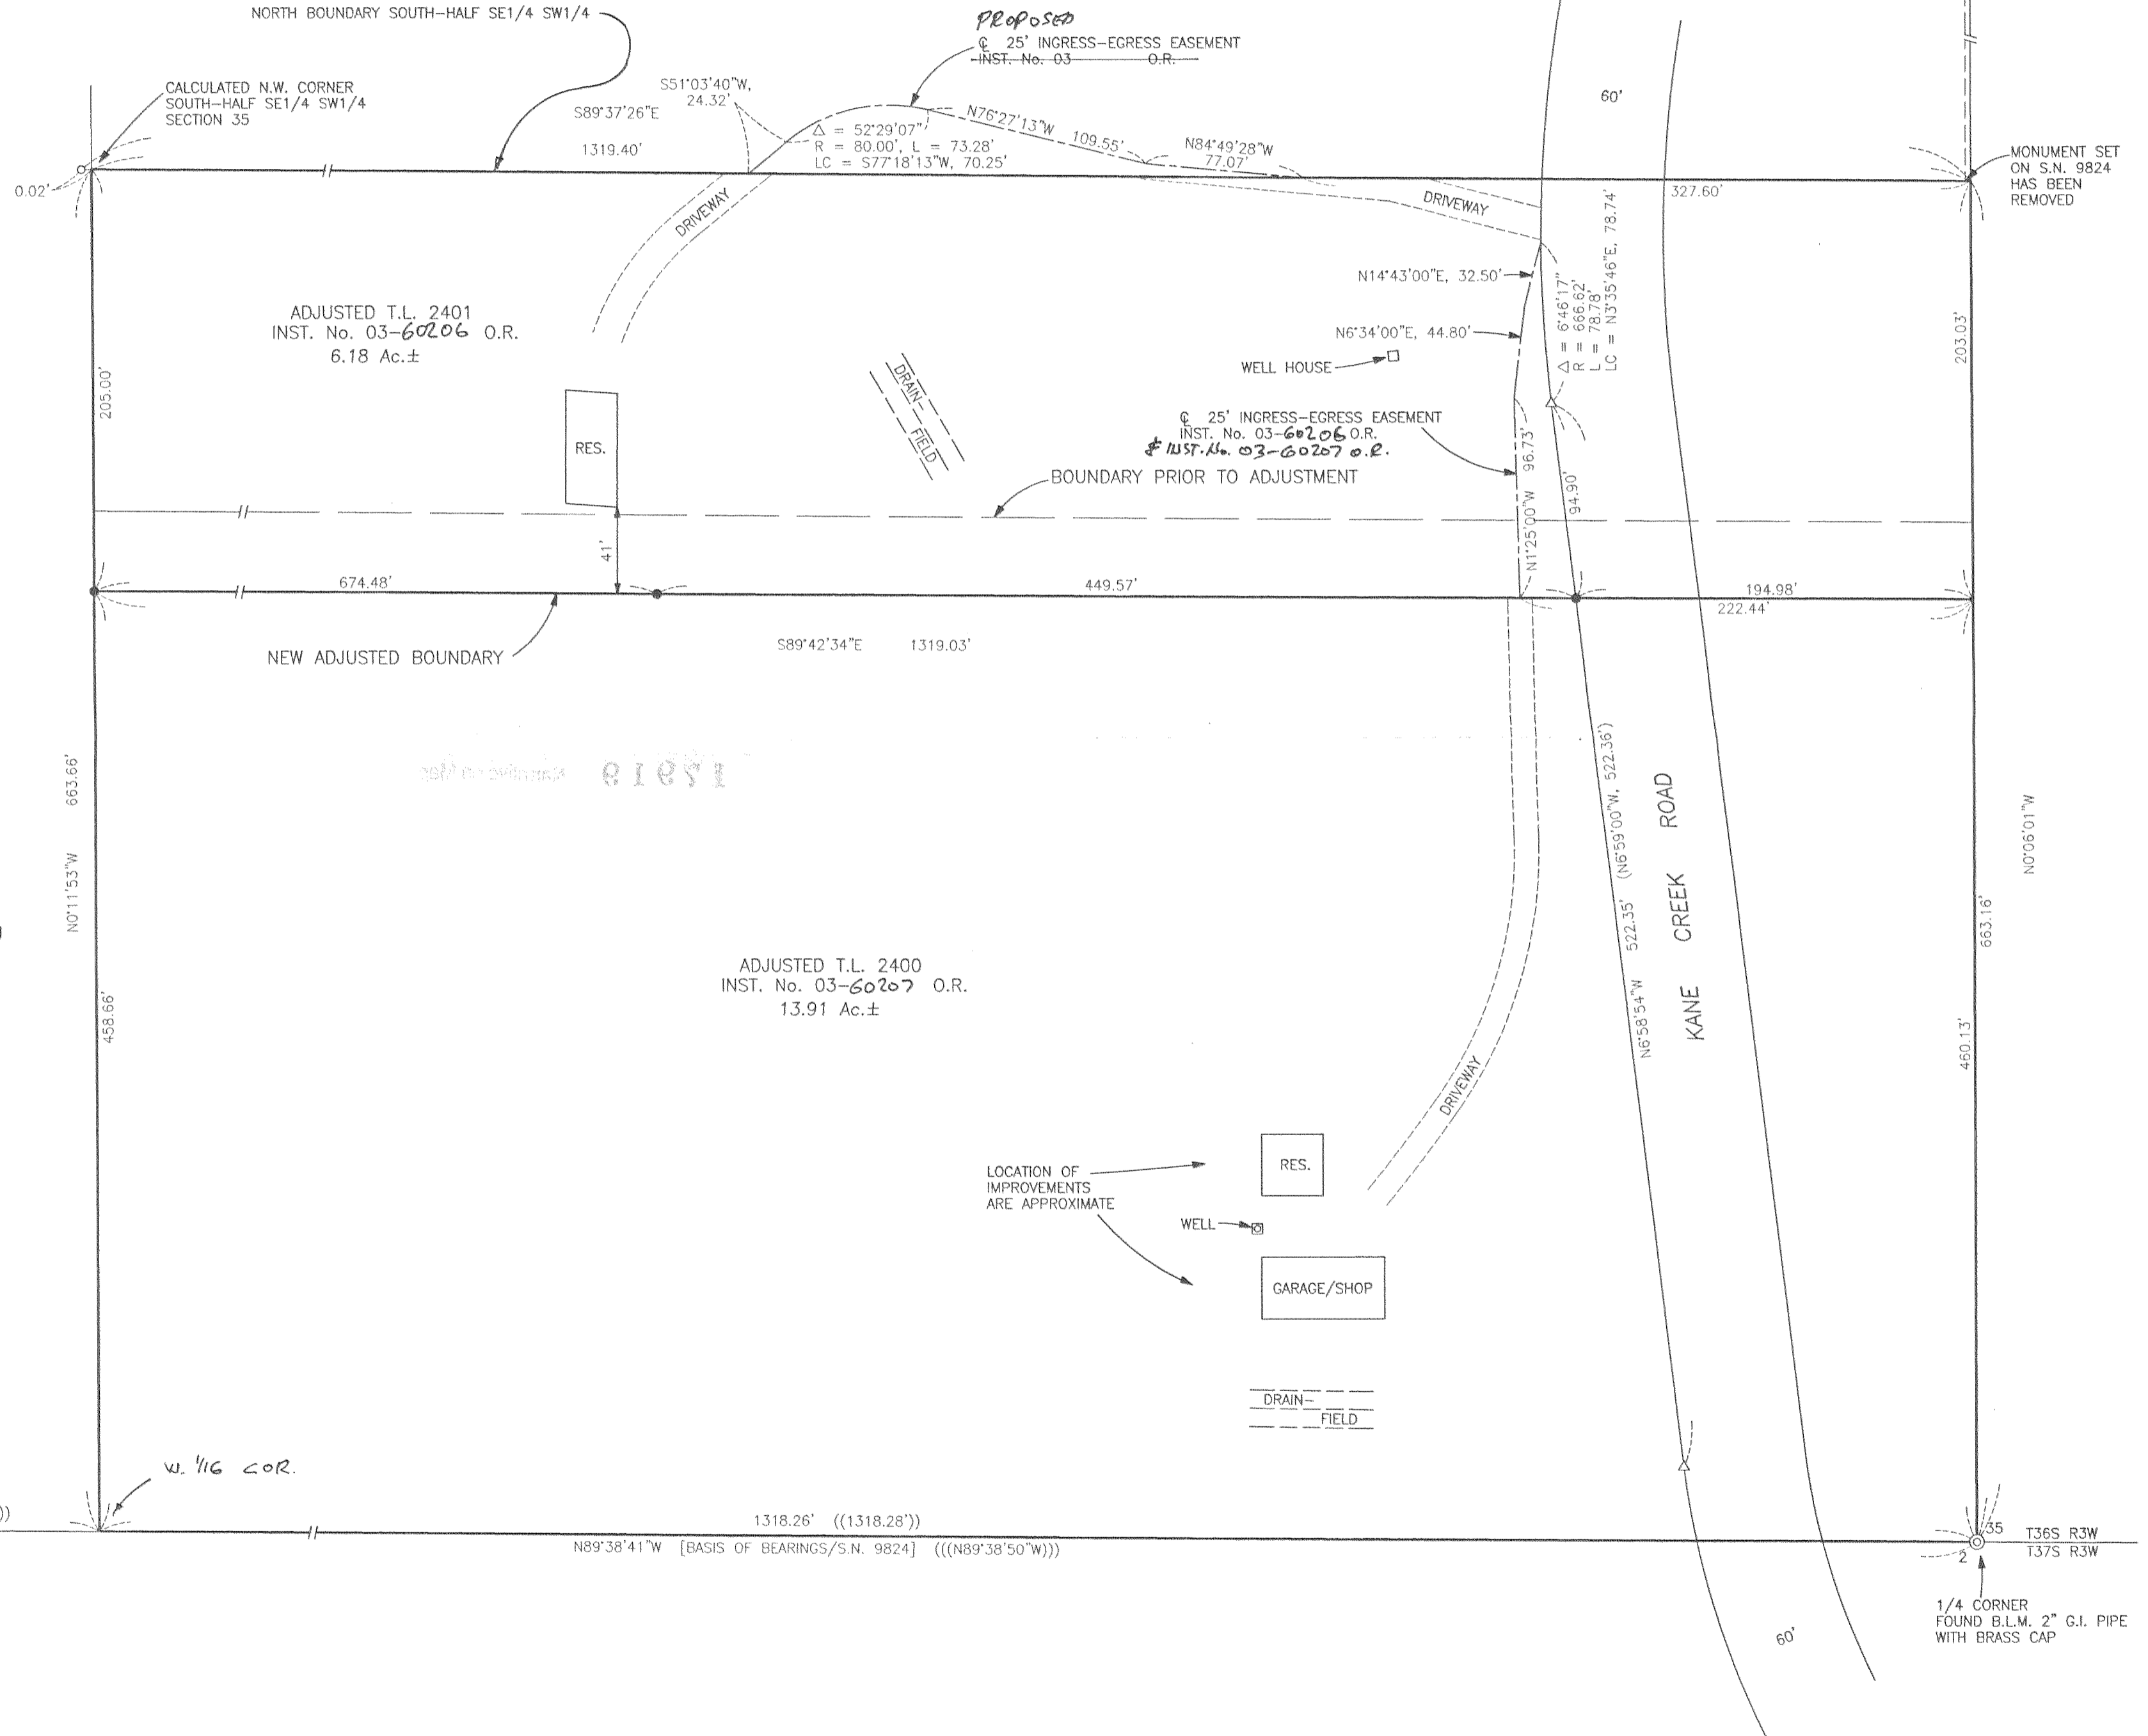 NORTH BOUNDARY SOUTH-HALF SE1/4 SW1/4
PROPOSED
℄ 25' INGRESS-EGRESS EASEMENT
INST. No. 03 O.R.
CALCULATED N.W. CORNER
SOUTH-HALF SE1/4 SW1/4
SECTION 35
0.02'
S89°37'26"E
1319.40'
S51°03'40"W,
24.32'
△ = 52°29'07"
R = 80.00', L = 73.28'
LC = S77°18'13"W, 70.25'
N76°27'13"W 109.55'
N84°49'28"W
77.07'
60'
327.60'
MONUMENT SET
ON S.N. 9824
HAS BEEN
REMOVED
DRIVEWAY
DRIVEWAY
N14°43'00"E, 32.50'
N6°34'00"E, 44.80'
△ = 6°46'17"
R = 666.62'
L = 78.78'
LC = N3°35'46"E, 78.74'
203.03'
ADJUSTED T.L. 2401
INST. No. 03-60206 O.R.
6.18 Ac.±
205.00'
RES.
DRAIN-
FIELD
WELL HOUSE
℄ 25' INGRESS-EGRESS EASEMENT
INST. No. 03-60206 O.R.
& INST. No. 03-60207 O.R.
BOUNDARY PRIOR TO ADJUSTMENT
N1°25'00"W 96.73'
94.90'
41'
674.48'
449.57'
194.98'
222.44'
NEW ADJUSTED BOUNDARY
S89°42'34"E 1319.03'
N0°11'53"W 663.66'
458.66'
ADJUSTED T.L. 2400
INST. No. 03-60207 O.R.
13.91 Ac.±
N6°58'54"W 522.35' (N6°59'00"W, 522.36')
KANE CREEK ROAD
N0°06'01"W
663.16'
460.13'
DRIVEWAY
LOCATION OF
IMPROVEMENTS
ARE APPROXIMATE
RES.
WELL
GARAGE/SHOP
DRAIN-
FIELD
W. 1/16 COR.
))
1318.26' ((1318.28'))
N89°38'41"W [BASIS OF BEARINGS/S.N. 9824] (((N89°38'50"W)))
35
2
T36S R3W
T37S R3W
1/4 CORNER
FOUND B.L.M. 2" G.I. PIPE
WITH BRASS CAP
60'